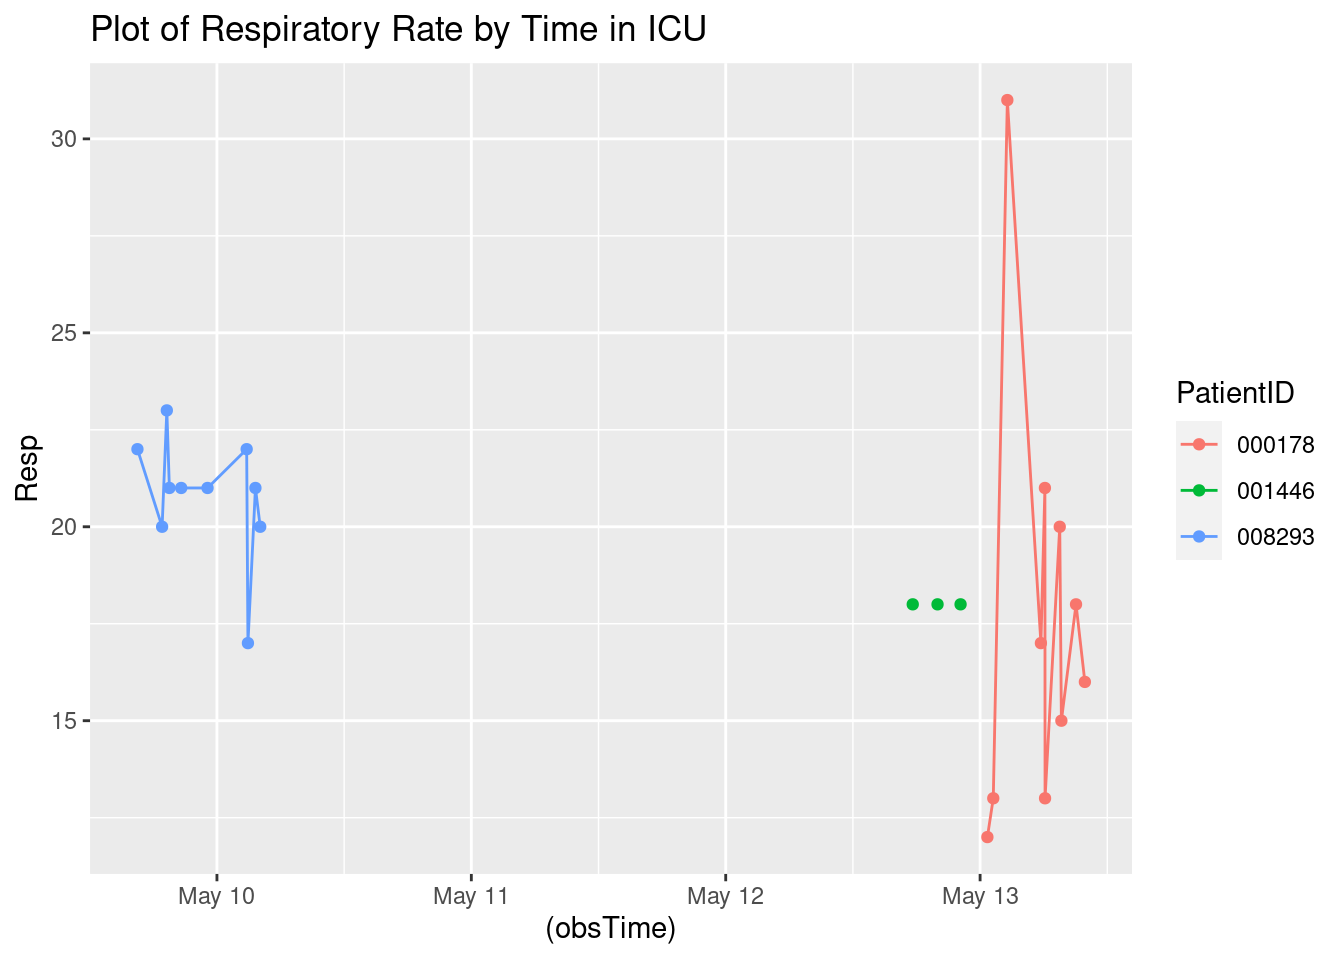 Plot of Respiratory Rate by Time in ICU
30
25
20
15
Resp
May 10
May 11
May 12
May 13
(obsTime)
PatientID
000178
001446
008293